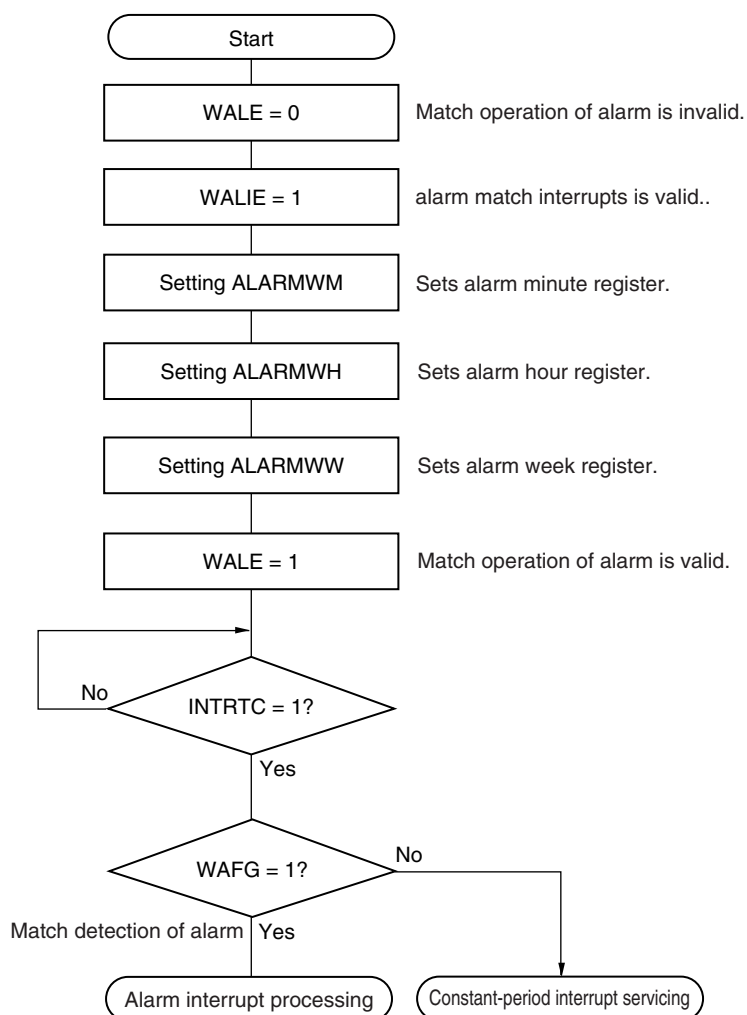 Start
WALE = 0
Match operation of alarm is invalid.
WALIE = 1
alarm match interrupts is valid..
Setting ALARMWM
Sets alarm minute register.
Setting ALARMWH
Sets alarm hour register.
Setting ALARMWW
Sets alarm week register.
WALE = 1
Match operation of alarm is valid.
No
INTRTC = 1?
Yes
WAFG = 1?
No
Match detection of alarm
Yes
Alarm interrupt processing
Constant-period interrupt servicing